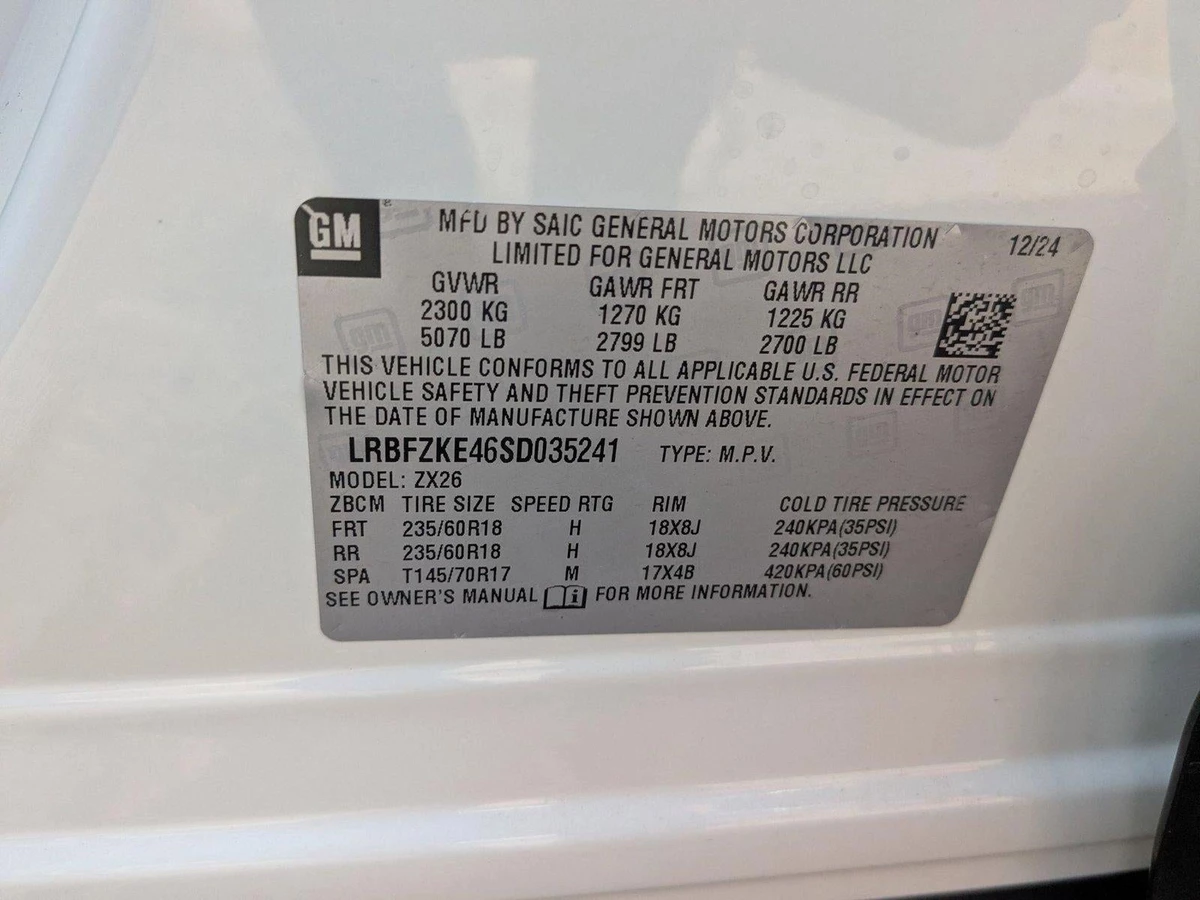 GM
MFD BY SAIC GENERAL MOTORS CORPORATION
12/24
LIMITED FOR GENERAL MOTORS LLC
GVWR GAWR FRT GAWR RR
2300 KG 1270 KG 1225 KG
5070 LB 2799 LB 2700 LB
THIS VEHICLE CONFORMS TO ALL APPLICABLE U.S. FEDERAL MOTOR
VEHICLE SAFETY AND THEFT PREVENTION STANDARDS IN EFFECT ON
THE DATE OF MANUFACTURE SHOWN ABOVE.
LRBFZKE46SD035241 TYPE: M.P.V.
MODEL: ZX26
ZBCM TIRE SIZE SPEED RTG RIM COLD TIRE PRESSURE
FRT 235/60R18 H 18X8J 240KPA(35PSI)
RR 235/60R18 H 18X8J 240KPA(35PSI)
SPA T145/70R17 M 17X4B 420KPA(60PSI)
SEE OWNER'S MANUAL i FOR MORE INFORMATION.